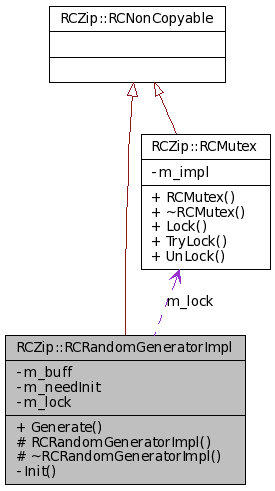 RCZip::RCNonCopyable
RCZip::RCMutex
- m_impl
+ RCMutex()
+ ~RCMutex()
+ Lock()
+ TryLock()
+ UnLock()
m_lock
RCZip::RCRandomGeneratorImpl
- m_buff
- m_needInit
- m_lock
+ Generate()
# RCRandomGeneratorImpl()
# ~RCRandomGeneratorImpl()
- Init()